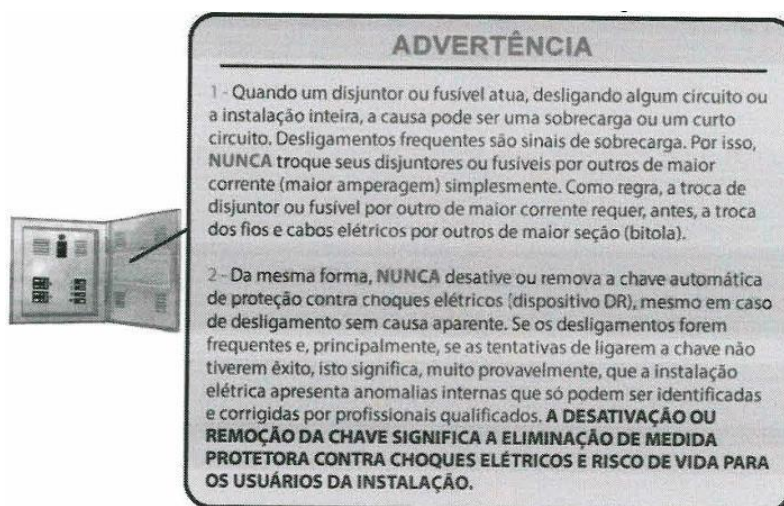 ADVERTÊNCIA
1 - Quando um disjuntor ou fusível atua, desligando algum circuito ou
a instalação inteira, a causa pode ser uma sobrecarga ou um curto
circuito. Desligamentos frequentes são sinais de sobrecarga. Por isso,
NUNCA troque seus disjuntores ou fusíveis por outros de maior
corrente (maior amperagem) simplesmente. Como regra, a troca de
disjuntor ou fusível por outro de maior corrente requer, antes, a troca
dos fios e cabos elétricos por outros de maior seção (bitola).
2 - Da mesma forma, NUNCA desative ou remova a chave automática
de proteção contra choques elétricos (dispositivo DR), mesmo em caso
de desligamento sem causa aparente. Se os desligamentos forem
frequentes e, principalmente, se as tentativas de ligarem a chave não
tiverem êxito, isto significa, muito provavelmente, que a instalação
elétrica apresenta anomalias internas que só podem ser identificadas
e corrigidas por profissionais qualificados. A DESATIVAÇÃO OU
REMOÇÃO DA CHAVE SIGNIFICA A ELIMINAÇÃO DE MEDIDA
PROTETORA CONTRA CHOQUES ELÉTRICOS E RISCO DE VIDA PARA
OS USUÁRIOS DA INSTALAÇÃO.